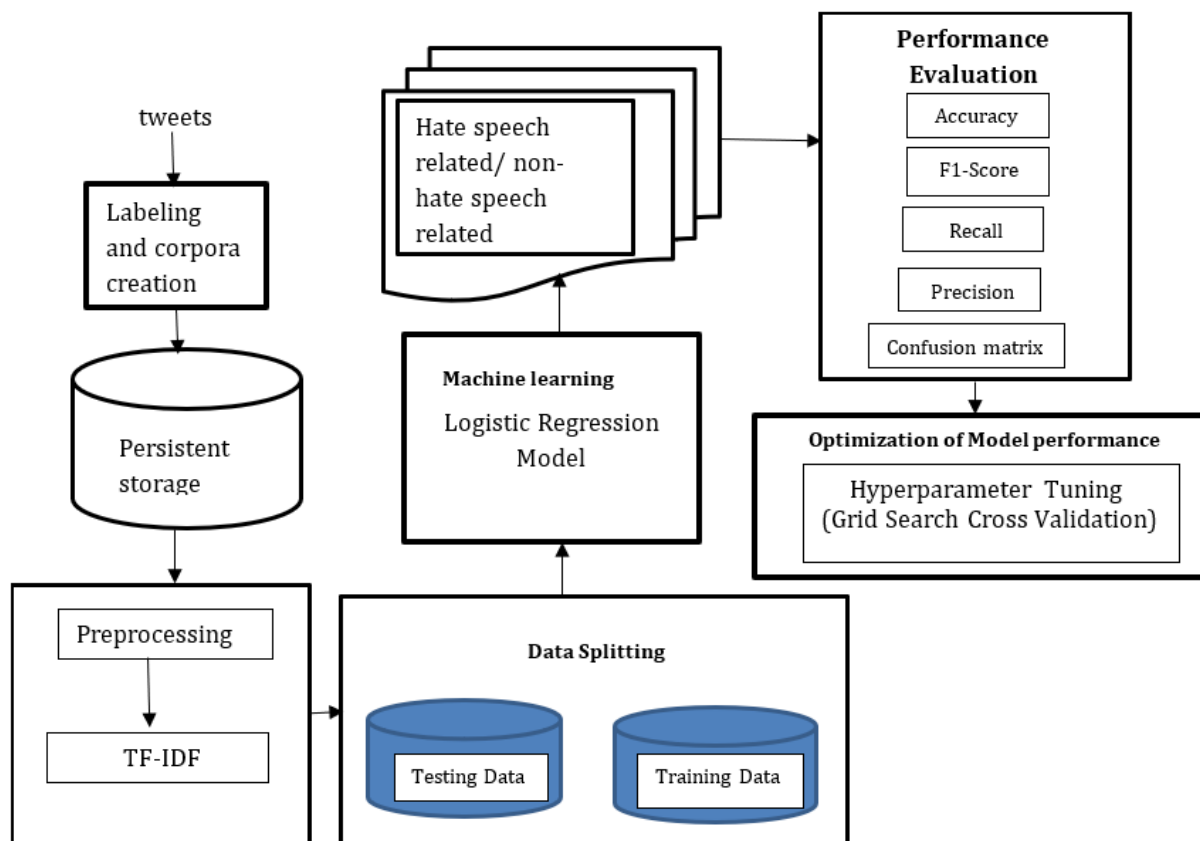 tweets
Labeling
and corpora
creation
Persistent
storage
Preprocessing
TF-IDF
Data Splitting
Testing Data
Training Data
Machine learning
Logistic Regression
Model
Hate speech
related/ non-
hate speech
related
Performance
Evaluation
Accuracy
F1-Score
Recall
Precision
Confusion matrix
Optimization of Model performance
Hyperparameter Tuning
(Grid Search Cross Validation)